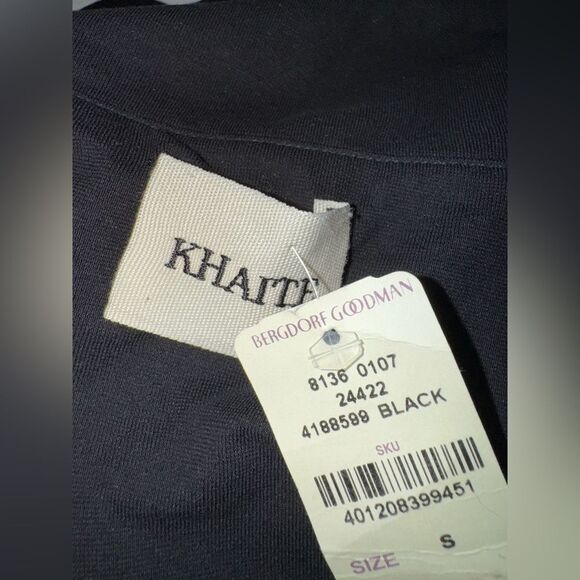 KHAITE
BERGDORF GOODMAN
8136 0107
24422
4188599 BLACK
SKU
401208399451
SIZE S